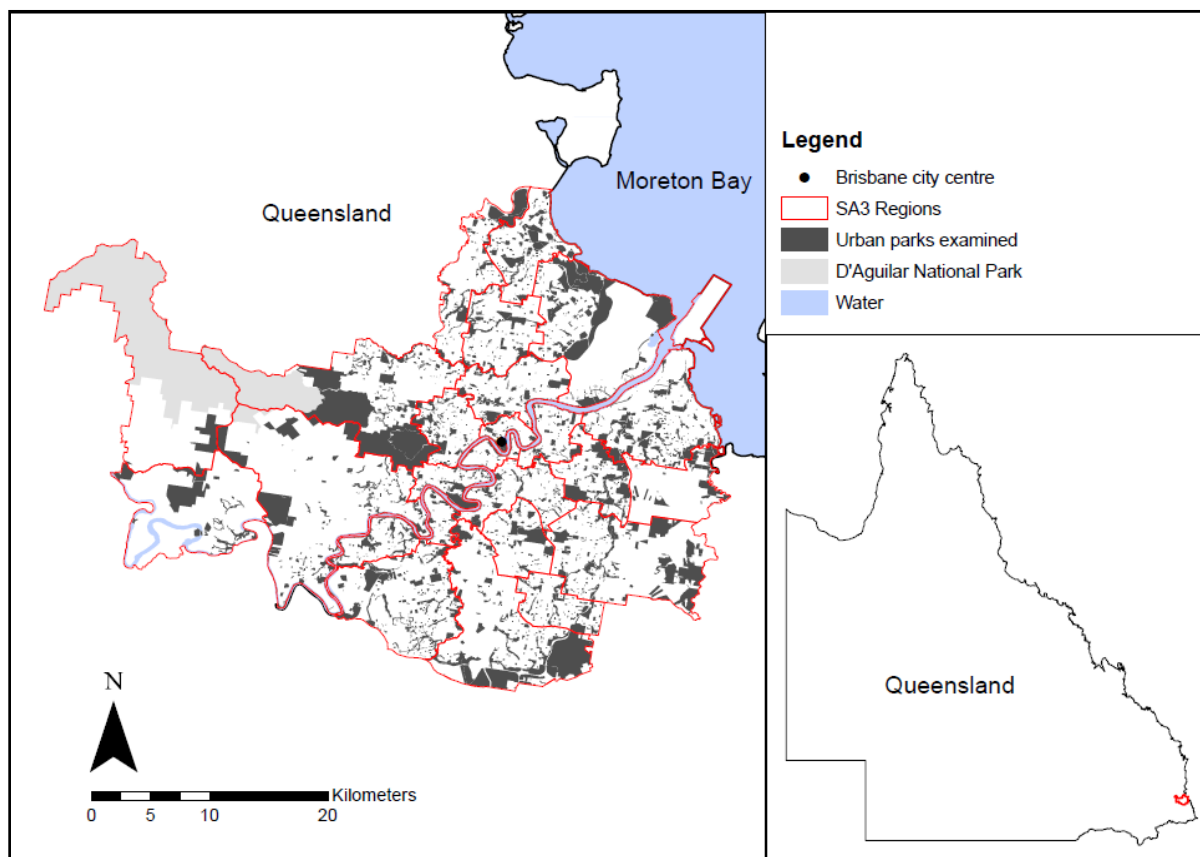 Queensland
Moreton Bay
Legend
Brisbane city centre
SA3 Regions
Urban parks examined
D'Aguilar National Park
Water
N
Kilometers
0 5 10 20
Queensland